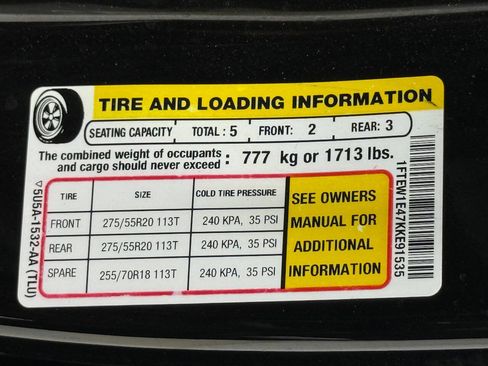 TIRE AND LOADING INFORMATION
SEATING CAPACITY TOTAL : 5 FRONT: 2 REAR: 3
The combined weight of occupants
and cargo should never exceed : 777 kg or 1713 lbs.
TIRE SIZE COLD TIRE PRESSURE
FRONT 275/55R20 113T 240 KPA, 35 PSI
REAR 275/55R20 113T 240 KPA, 35 PSI
SPARE 255/70R18 113T 240 KPA, 35 PSI
SEE OWNERS
MANUAL FOR
ADDITIONAL
INFORMATION
5U5A-1532-AA (TLU)
1FTEW1E47KKE91535